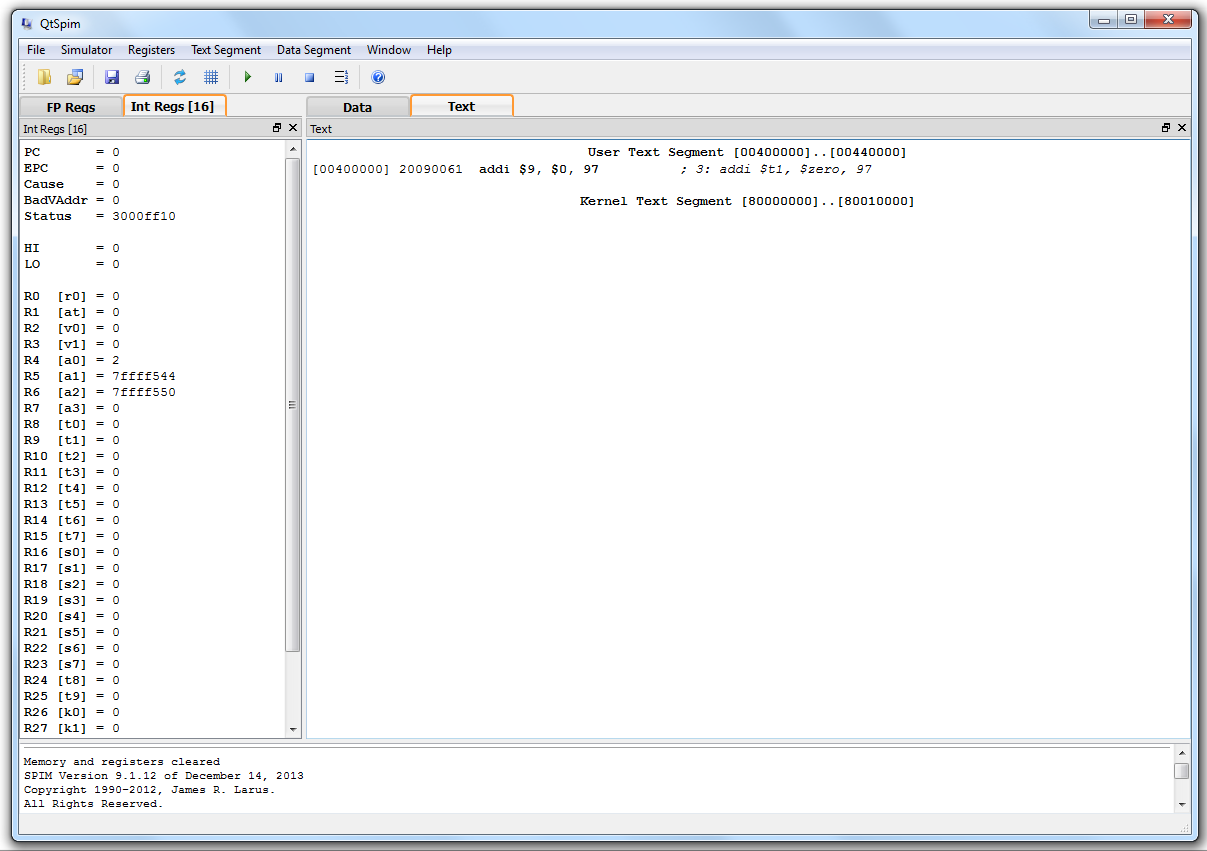 QtSpim
File Simulator Registers Text Segment Data Segment Window Help
FP Regs Int Regs [16] Data Text
Int Regs [16]
PC = 0
EPC = 0
Cause = 0
BadVAddr = 0
Status = 3000ff10
HI = 0
LO = 0
R0 [r0] = 0
R1 [at] = 0
R2 [v0] = 0
R3 [v1] = 0
R4 [a0] = 2
R5 [a1] = 7ffff544
R6 [a2] = 7ffff550
R7 [a3] = 0
R8 [t0] = 0
R9 [t1] = 0
R10 [t2] = 0
R11 [t3] = 0
R12 [t4] = 0
R13 [t5] = 0
R14 [t6] = 0
R15 [t7] = 0
R16 [s0] = 0
R17 [s1] = 0
R18 [s2] = 0
R19 [s3] = 0
R20 [s4] = 0
R21 [s5] = 0
R22 [s6] = 0
R23 [s7] = 0
R24 [t8] = 0
R25 [t9] = 0
R26 [k0] = 0
R27 [k1] = 0
Text
User Text Segment [00400000]..[00440000]
[00400000] 20090061 addi $9, $0, 97 ; 3: addi $t1, $zero, 97
Kernel Text Segment [80000000]..[80010000]
Memory and registers cleared
SPIM Version 9.1.12 of December 14, 2013
Copyright 1990-2012, James R. Larus.
All Rights Reserved.